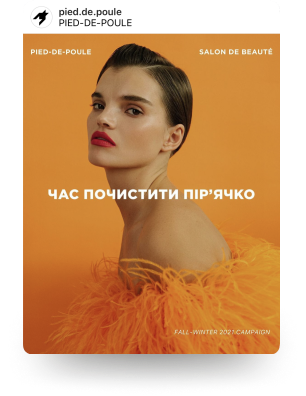 pied.de.poule
PIED-DE-POULE
PIED-DE-POULE
SALON DE BEAUTÉ
ЧАС ПОЧИСТИТИ ПІР’ЯЧКО
FALL-WINTER 2021 CAMPAIGN